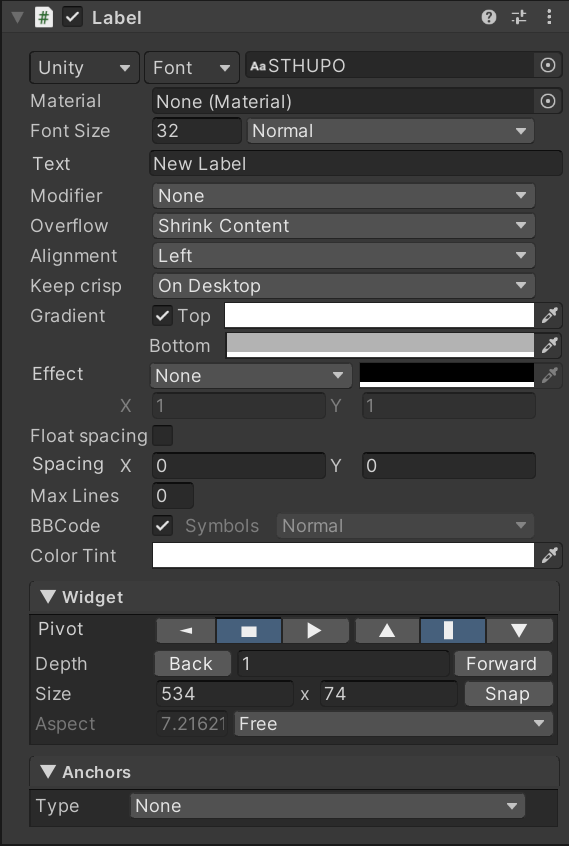 # Label
Unity Font Aa STHUPO
Material None (Material)
Font Size 32 Normal
Text New Label
Modifier None
Overflow Shrink Content
Alignment Left
Keep crisp On Desktop
Gradient Top
Bottom
Effect None
X 1 Y 1
Float spacing
Spacing X 0 Y 0
Max Lines 0
BBCode Symbols Normal
Color Tint
Widget
Pivot
Depth Back 1 Forward
Size 534 x 74 Snap
Aspect 7.21621 Free
Anchors
Type None